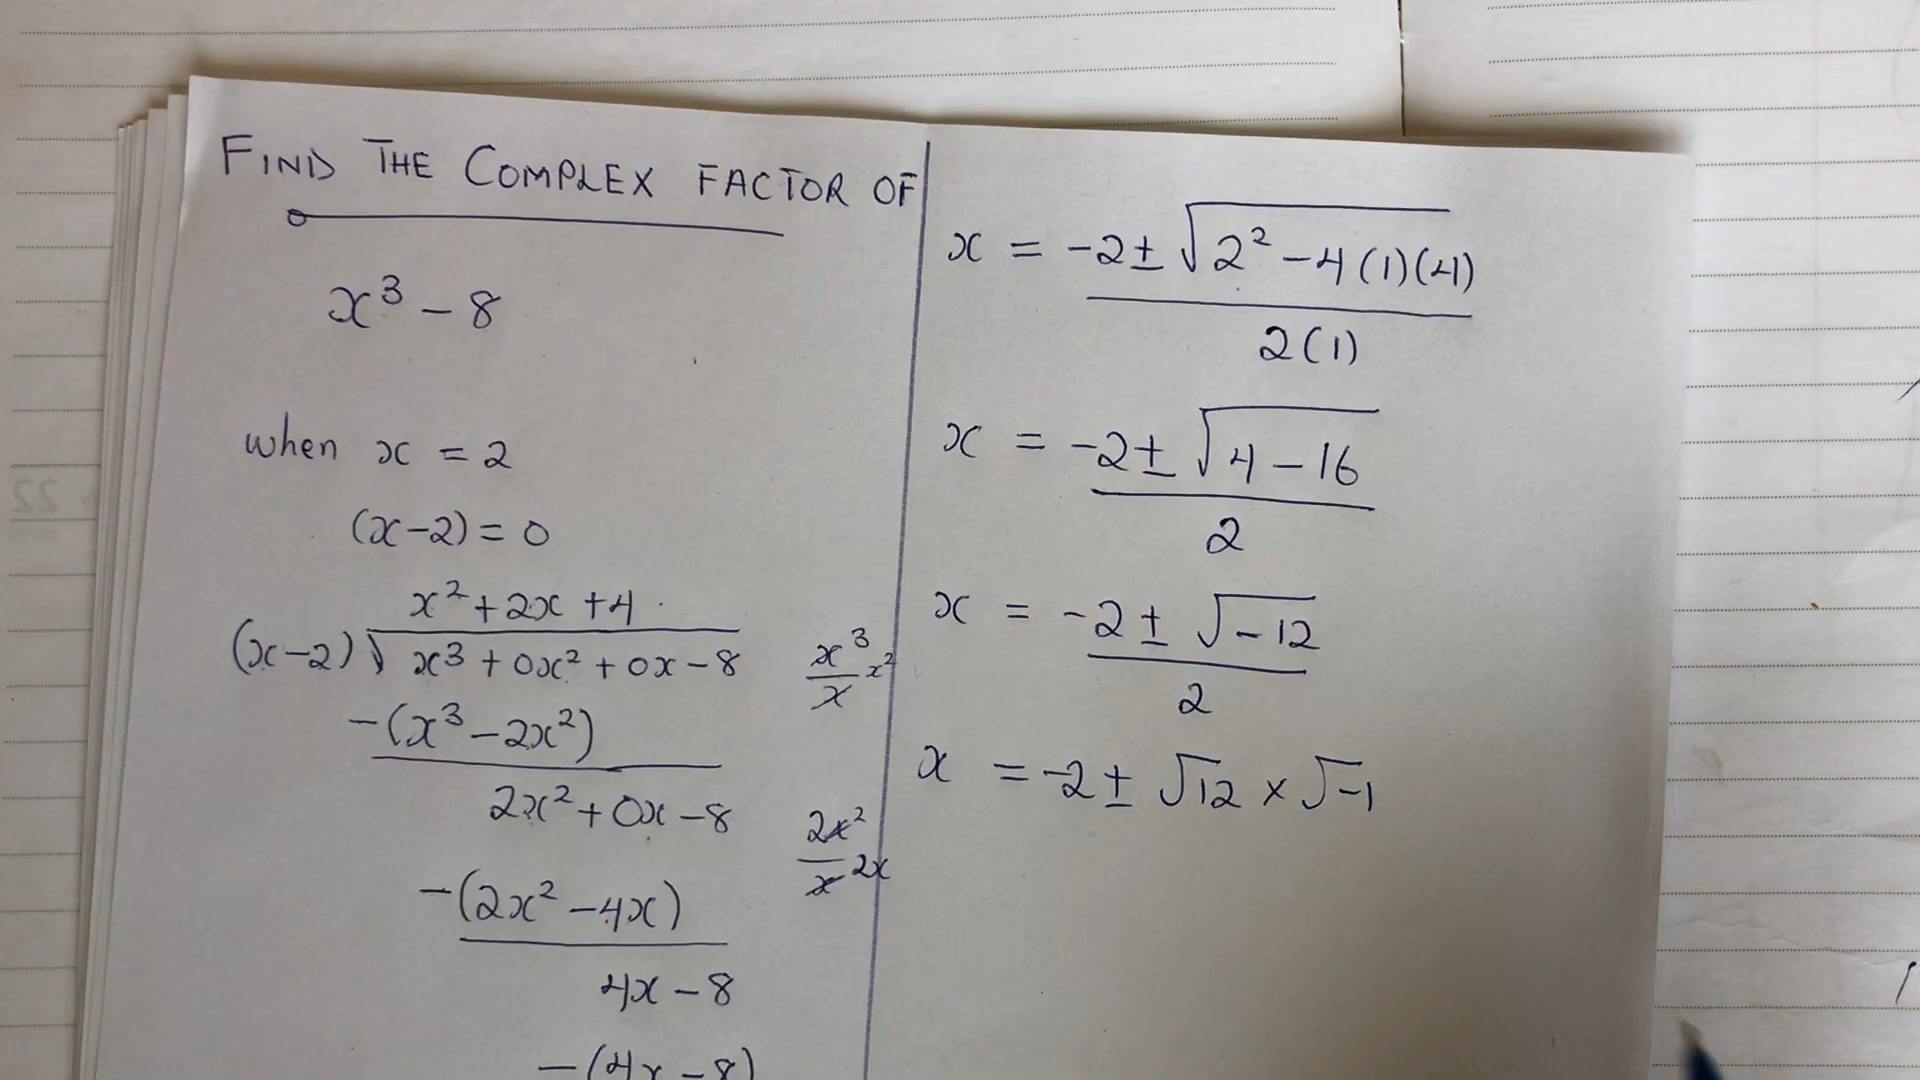 FIND THE COMPLEX FACTOR OF
x³ - 8
when x = 2
(x-2) = 0
x² + 2x + 4
(x-2) √ x³ + 0x² + 0x - 8
x³/x x²
-(x³ - 2x²)
2x² + 0x - 8
2x²/x 2x
-(2x² - 4x)
4x - 8
-(4x - 8)
x = (-2 ± √(2² - 4(1)(4)))/2(1)
x = (-2 ± √(4 - 16))/2
x = (-2 ± √-12)/2
x = -2 ± √12 × √-1